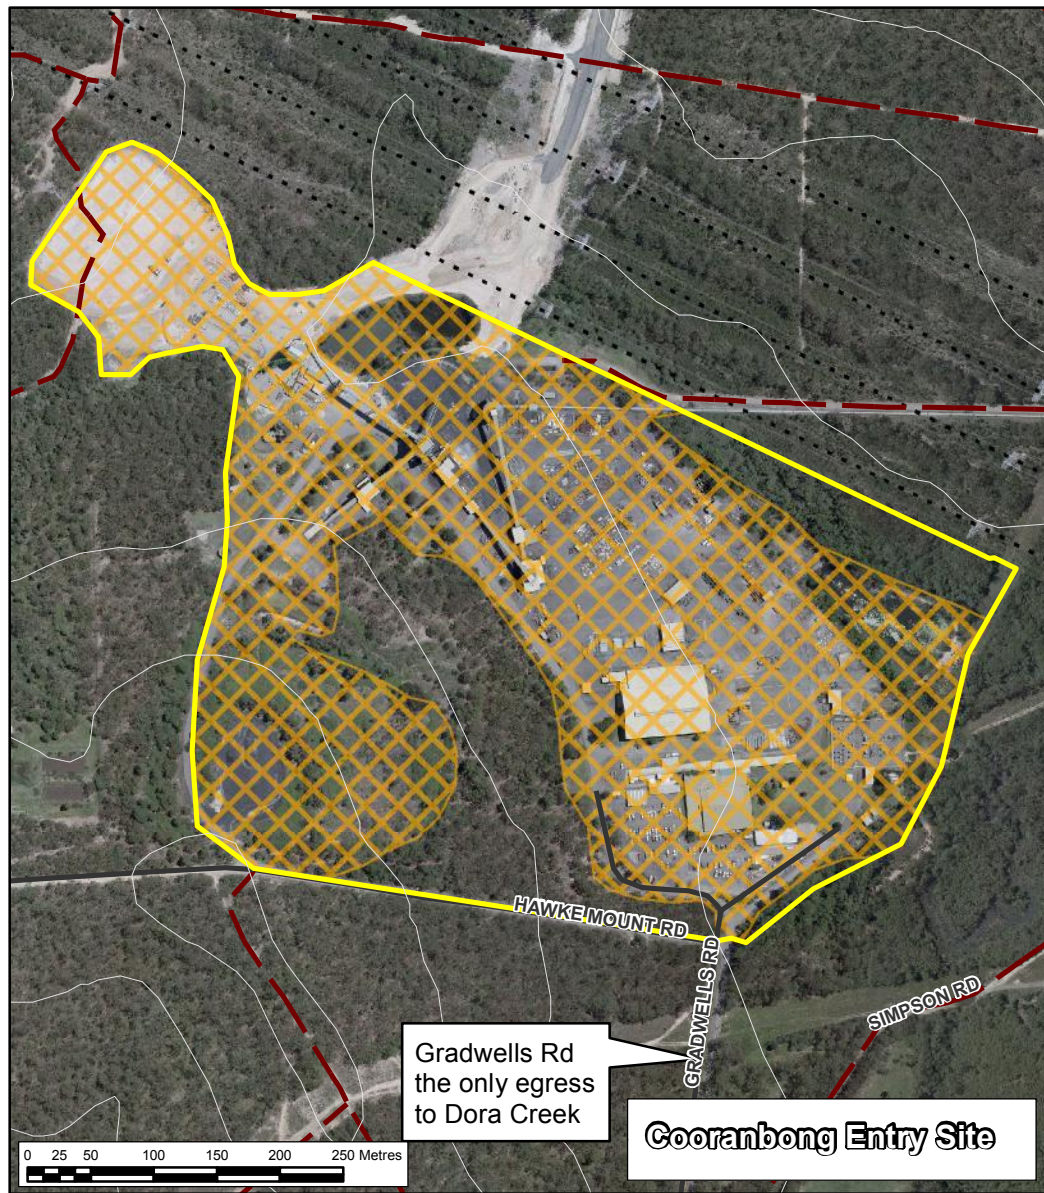 HAWKE MOUNT RD
GRADWELLS RD
SIMPSON RD
Gradwells Rd
the only egress
to Dora Creek
Cooranbong Entry Site
0 25 50 100 150 200 250 Metres